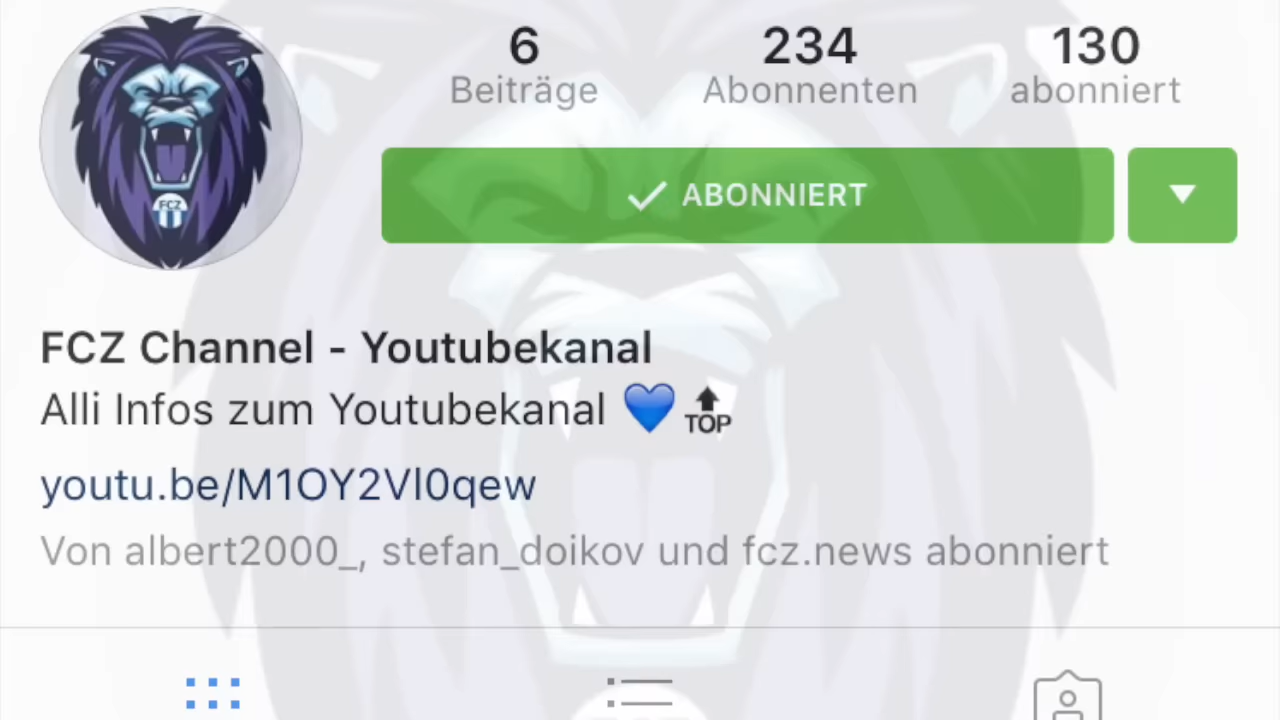 6 234 130
Beiträge Abonnenten abonniert
ABONNIERT
FCZ
FCZ Channel - Youtubekanal
Alli Infos zum Youtubekanal 💙🔝
youtu.be/M1OY2Vl0qew
Von albert2000_, stefan_doikov und fcz.news abonniert